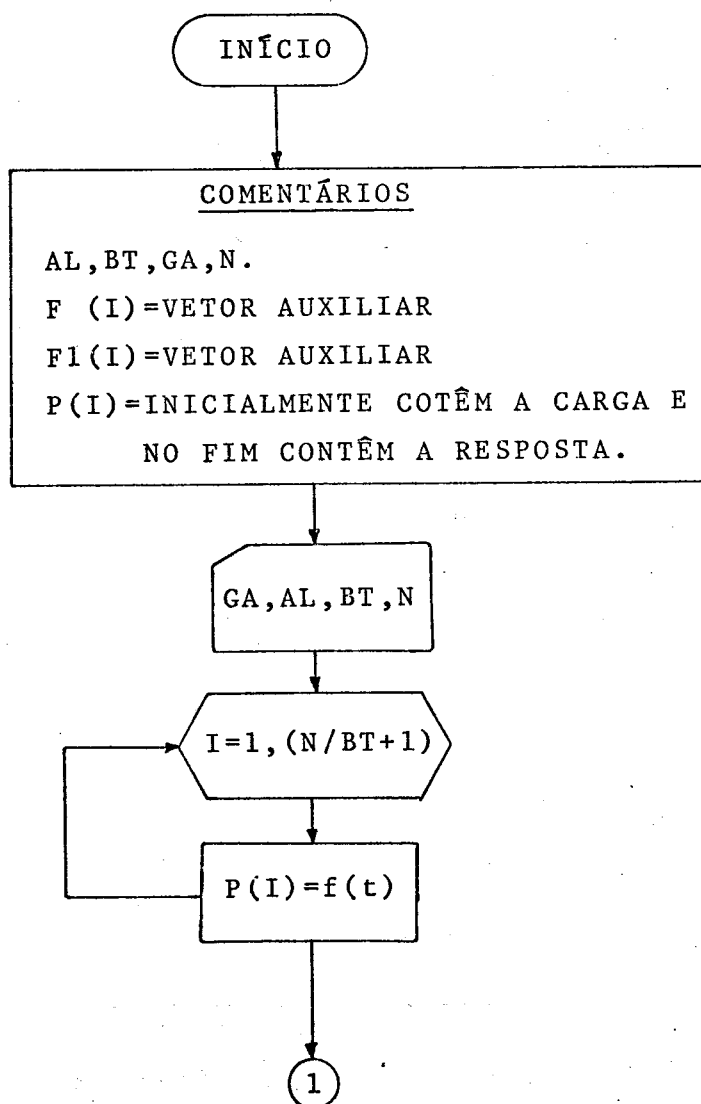 INÍCIO
COMENTÁRIOS
AL,BT,GA,N.
F (I)=VETOR AUXILIAR
F1(I)=VETOR AUXILIAR
P(I)=INICIALMENTE COTÊM A CARGA E
NO FIM CONTÊM A RESPOSTA.
GA,AL,BT,N
I=1,(N/BT+1)
P(I)=f(t)
1